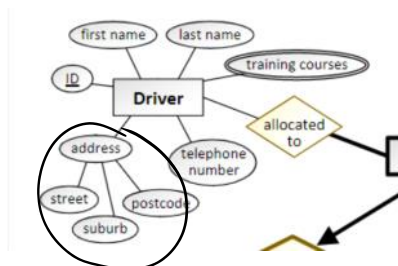 first name
last name
training courses
ID
Driver
allocated
to
address
telephone
number
street
postcode
suburb